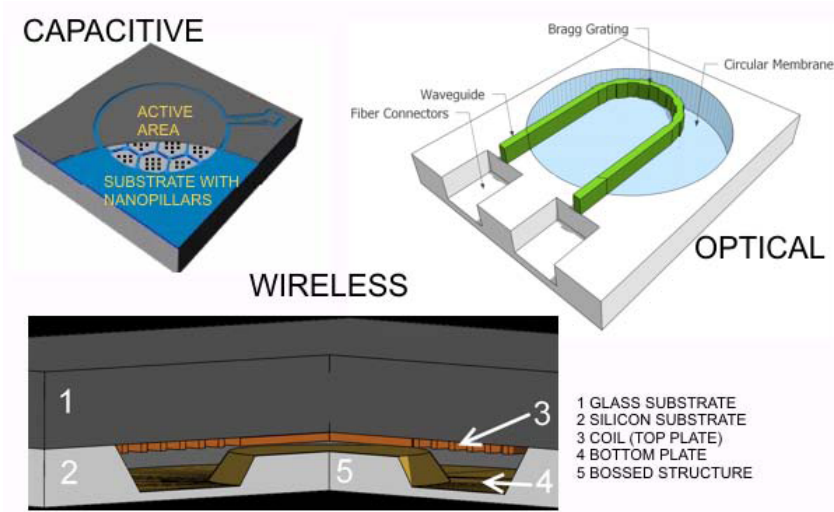 CAPACITIVE
ACTIVE
AREA
SUBSTRATE WITH
NANOPILLARS
Bragg Grating
Circular Membrane
Waveguide
Fiber Connectors
OPTICAL
WIRELESS
1
2
3
4
5
1 GLASS SUBSTRATE
2 SILICON SUBSTRATE
3 COIL (TOP PLATE)
4 BOTTOM PLATE
5 BOSSED STRUCTURE